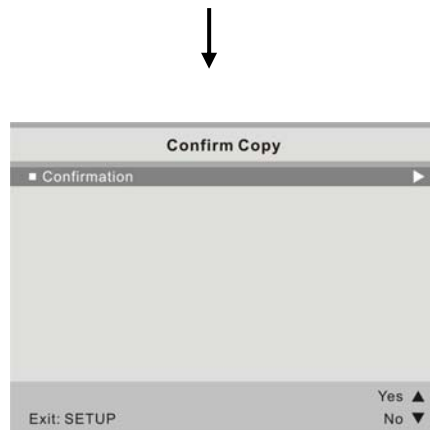 Confirm Copy
■ Confirmation ▶
Yes ▲
Exit: SETUP No ▼